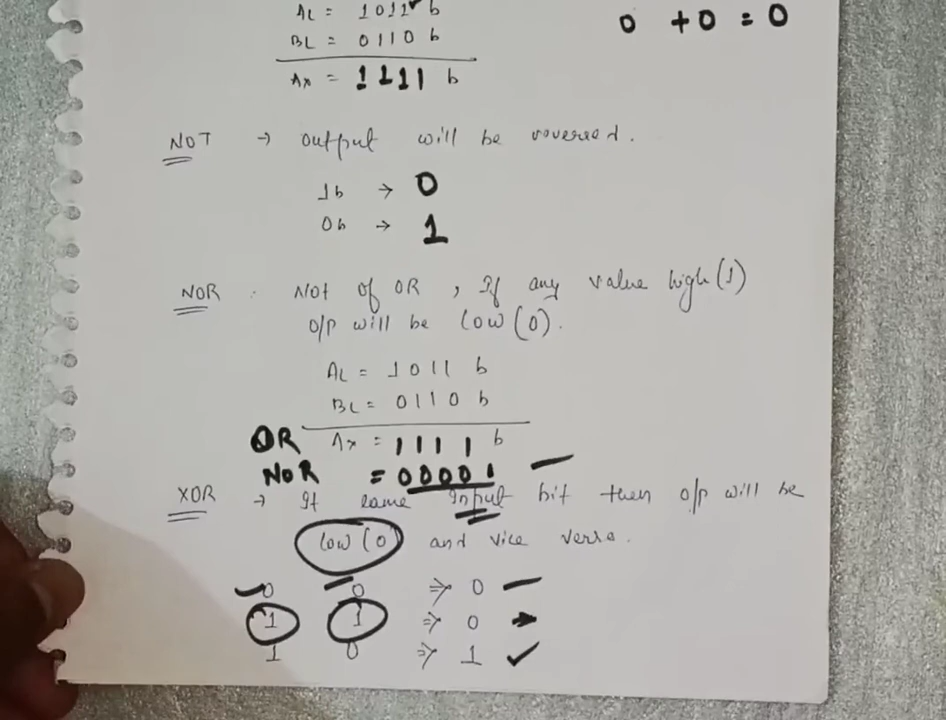 AL = 1011 b
0 + 0 = 0
BL = 0110 b
Ax = 1111 b
NOT → output will be reversed.
1b → 0
0b → 1
NOR : Not of OR, If any value high (1)
o/p will be low (0).
AL = 1011 b
BL = 0110 b
OR Ax = 1111 b
NOR = 00001
XOR → If same Input bit then o/p will be
low (0) and vice versa.
0 0 ⇒ 0
1 1 ⇒ 0
1 0 ⇒ 1